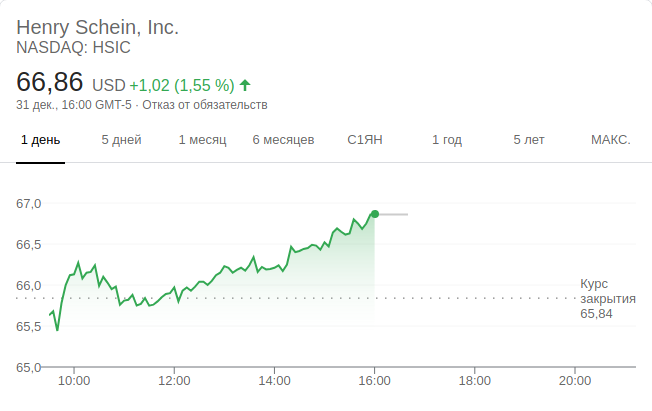 Henry Schein, Inc.
NASDAQ: HSIC
66,86 USD +1,02 (1,55 %)
31 дек., 16:00 GMT-5 · Отказ от обязательств
1 день 5 дней 1 месяц 6 месяцев С1ЯН 1 год 5 лет МАКС.
67,0
66,5
66,0
65,5
65,0
Курс
закрытия
65,84
10:00 12:00 14:00 16:00 18:00 20:00